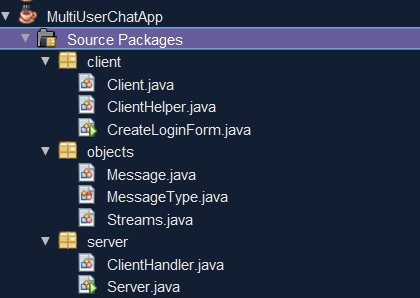 MultiUserChatApp
Source Packages
client
Client.java
ClientHelper.java
CreateLoginForm.java
objects
Message.java
MessageType.java
Streams.java
server
ClientHandler.java
Server.java